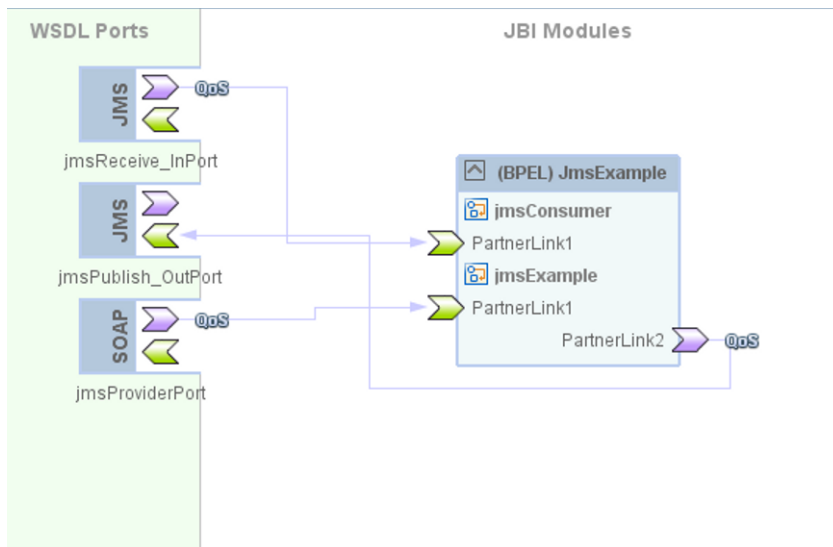 WSDL Ports
JBI Modules
JMS
QoS
jmsReceive_InPort
JMS
jmsPublish_OutPort
SOAP
QoS
jmsProviderPort
(BPEL) JmsExample
jmsConsumer
PartnerLink1
jmsExample
PartnerLink1
PartnerLink2
QoS